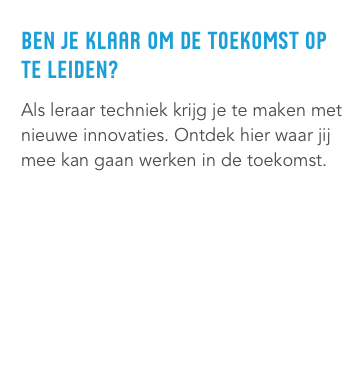 BEN JE KLAAR OM DE TOEKOMST OP
TE LEIDEN?
Als leraar techniek krijg je te maken met
nieuwe innovaties. Ontdek hier waar jij
mee kan gaan werken in de toekomst.